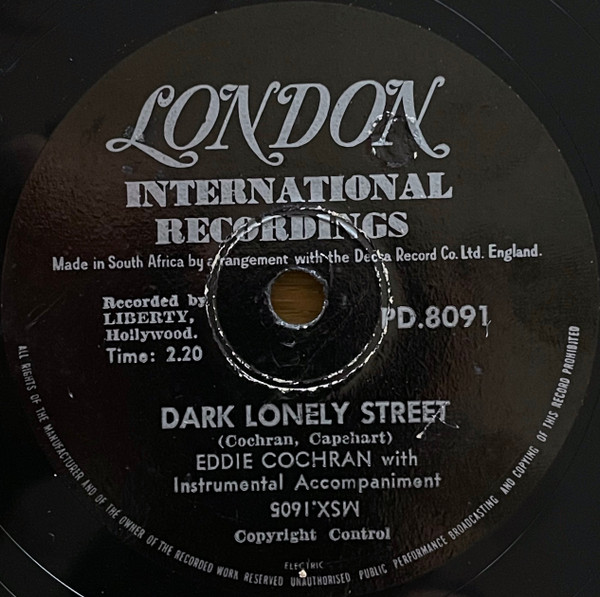 LONDON
INTERNATIONAL
RECORDINGS
Made in South Africa by arrangement with the Decca Record Co. Ltd. England.
Recorded by
LIBERTY,
Hollywood.
Time: 2.20
PD.8091
DARK LONELY STREET
(Cochran, Capehart)
EDDIE COCHRAN with
Instrumental Accompaniment
MSX.1605
Copyright Control
ELECTRIC
ALL RIGHTS OF THE MANUFACTURER AND OF THE OWNER OF THE RECORDED WORK RESERVED UNAUTHORISED PUBLIC PERFORMANCE BROADCASTING AND COPYING OF THIS RECORD PROHIBITED